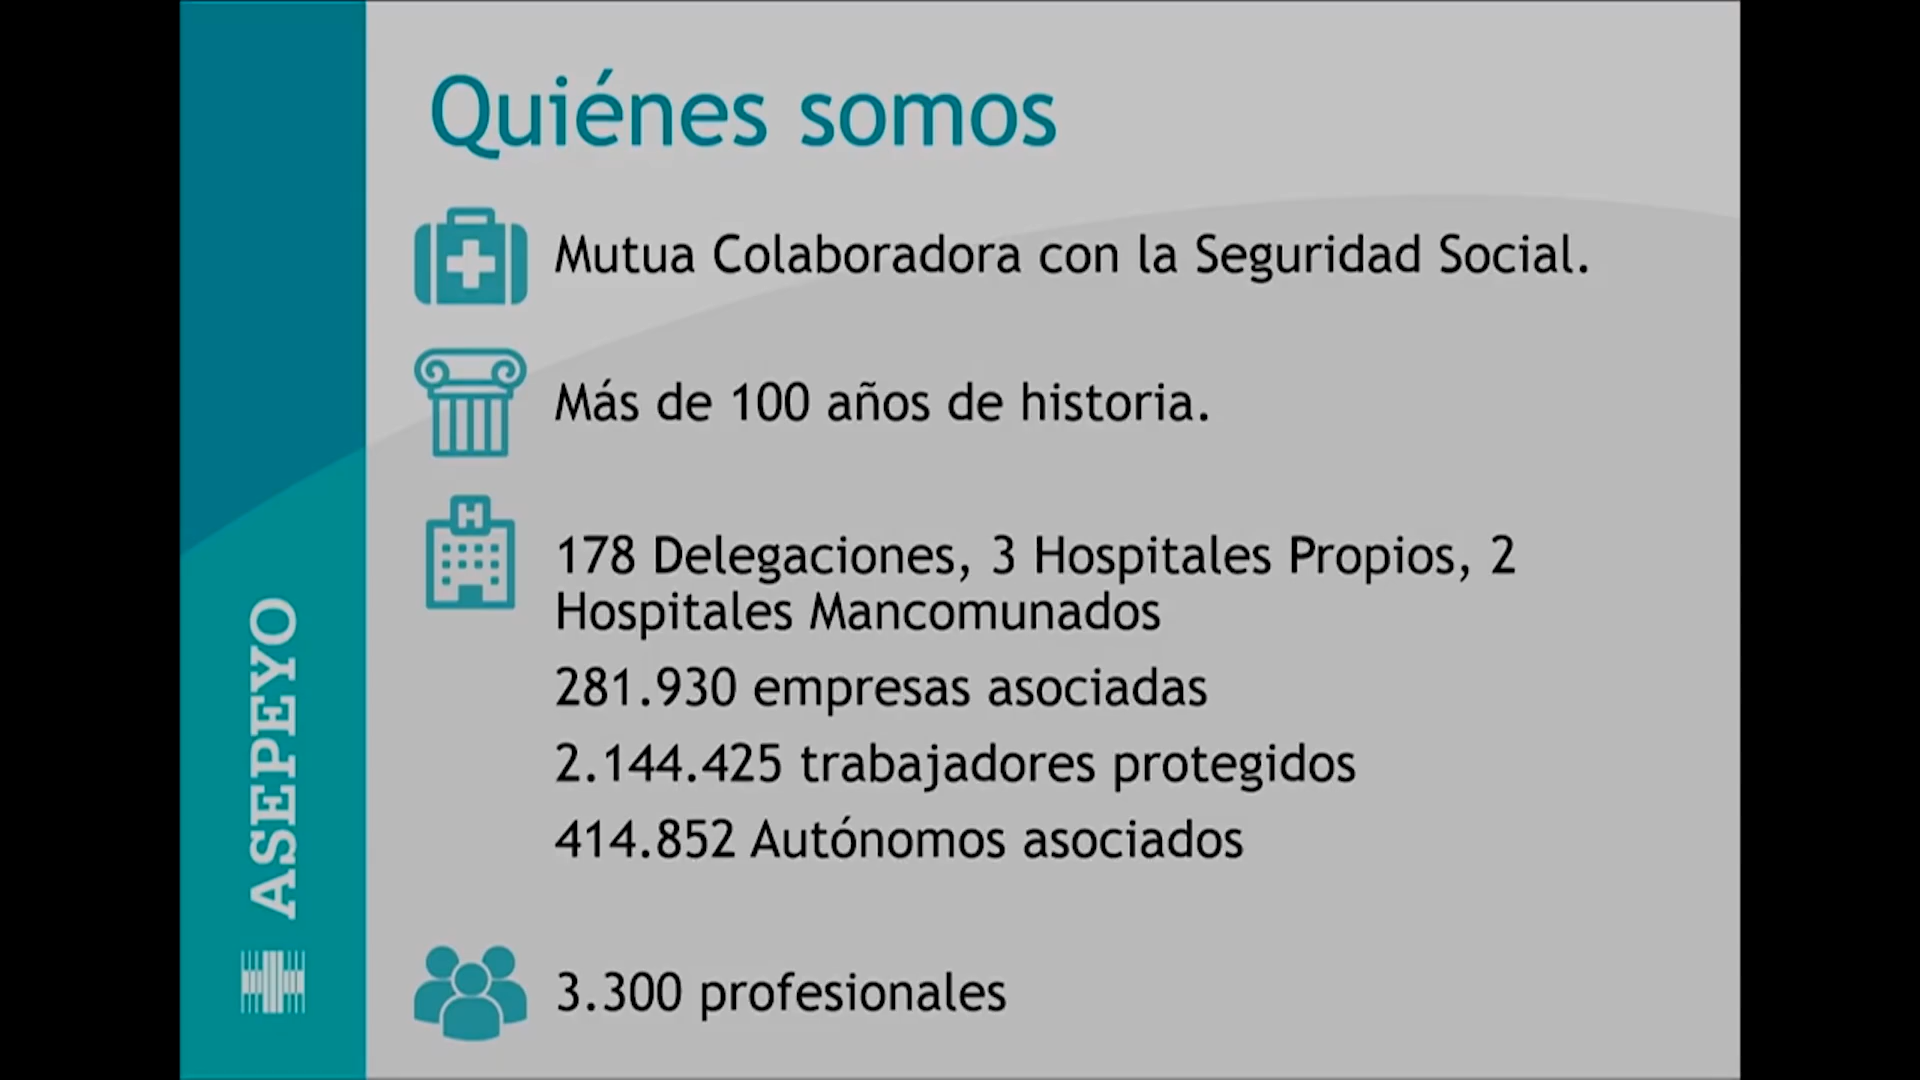 Quiénes somos
Mutua Colaboradora con la Seguridad Social.
Más de 100 años de historia.
H
178 Delegaciones, 3 Hospitales Propios, 2
Hospitales Mancomunados
281.930 empresas asociadas
2.144.425 trabajadores protegidos
414.852 Autónomos asociados
3.300 profesionales
ASEPEYO